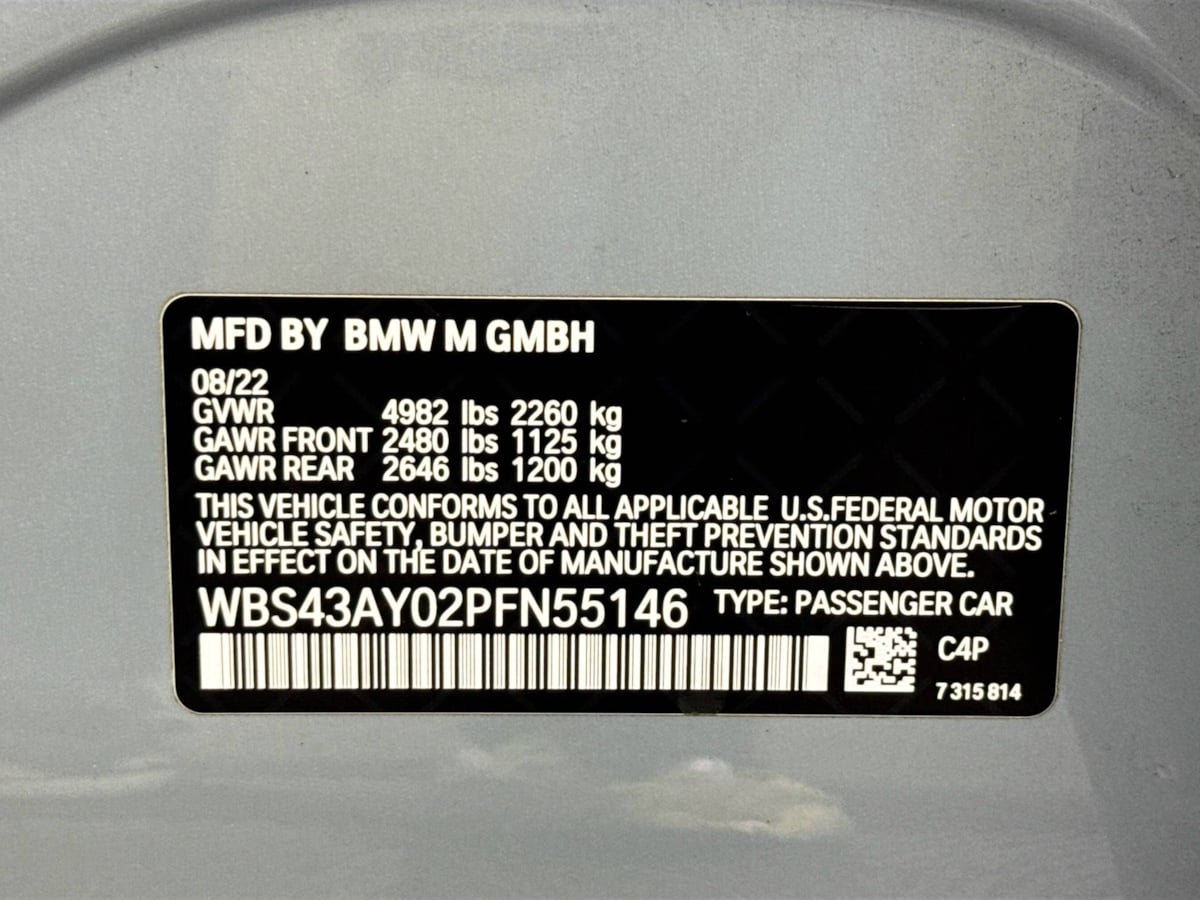 MFD BY BMW M GMBH
08/22
GVWR 4982 lbs 2260 kg
GAWR FRONT 2480 lbs 1125 kg
GAWR REAR 2646 lbs 1200 kg
THIS VEHICLE CONFORMS TO ALL APPLICABLE U.S.FEDERAL MOTOR
VEHICLE SAFETY, BUMPER AND THEFT PREVENTION STANDARDS
IN EFFECT ON THE DATE OF MANUFACTURE SHOWN ABOVE.
WBS43AY02PFN55146 TYPE: PASSENGER CAR
C4P
7 315 814